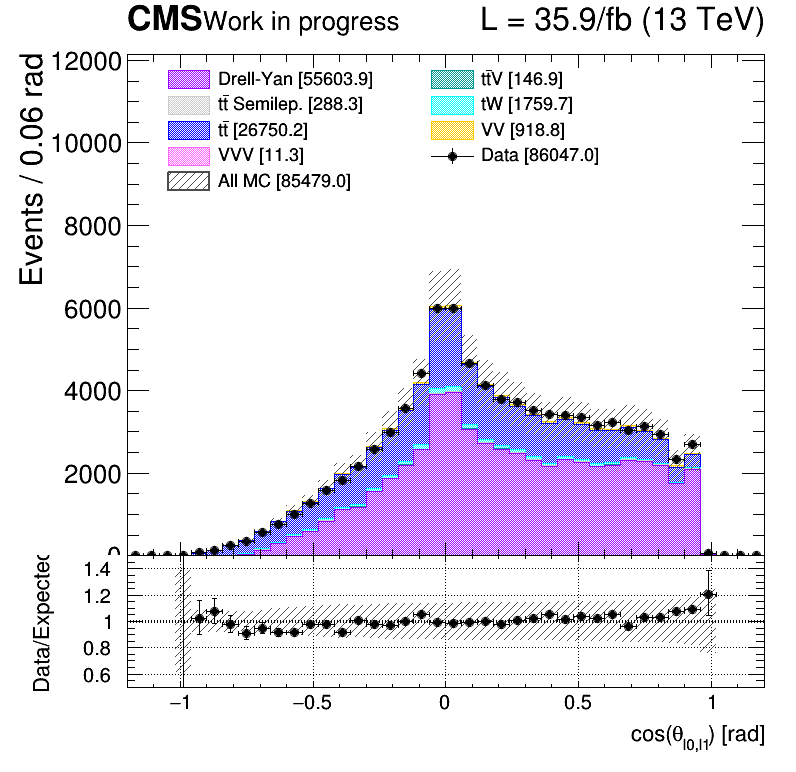 CMS Work in progress L = 35.9/fb (13 TeV)
Events / 0.06 rad
12000
10000
8000
6000
4000
2000
0
Drell-Yan [55603.9]
tt̄ Semilep. [288.3]
tt̄ [26750.2]
VVV [11.3]
All MC [85479.0]
tt̄V [146.9]
tW [1759.7]
VV [918.8]
Data [86047.0]
Data/Expected
1.4
1.2
1
0.8
0.6
−1 −0.5 0 0.5 1
cos(θl0,l1) [rad]